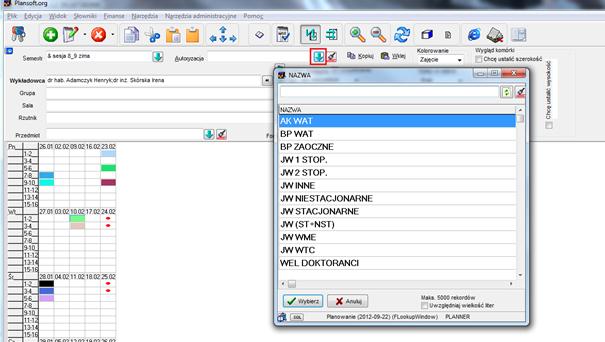 Plansoft.org
Plik Edycja Widok Słowniki Finanse Narzędzia Narzędzia administracyjne Pomoc
Semestr & sesja 8_9 zima Autoryzacja Kopiuj Wklej Kolorowanie Zajęcie Wygląd komórki
Chcę ustalić szerokość
Chcę ustalić wysokość
Wykładowca dr hab. Adamczyk Henryk;dr inż. Skórska Irena
Grupa
Sala
Rzutnik
Przedmiot
NAZWA
NAZWA
AK WAT
BP WAT
BP ZAOCZNE
JW 1 STOP.
JW 2 STOP.
JW INNE
JW NIESTACJONARNE
JW STACJONARNE
JW (ST+NST)
JW WME
JW WTC
WEL DOKTORANCI
Wybierz Anuluj Maks. 5000 rekordów
Uwzględniaj wielkość liter
SQL Planowanie (2012-09-22) (FLookupWindow) PLANNER
Pn. 26.01 02.02 09.02 16.02 23.02
1-2
3-4
5-6
7-8
9-10
11-12
13-14
15-16
Wt. 27.01 03.02 10.02 17.02 24.02
1-2
3-4
5-6
7-8
9-10
11-12
13-14
15-16
Śr. 28.01 04.02 11.02 18.02 25.02
1-2
3-4
5-6
7-8
9-10
11-12
13-14
15-16